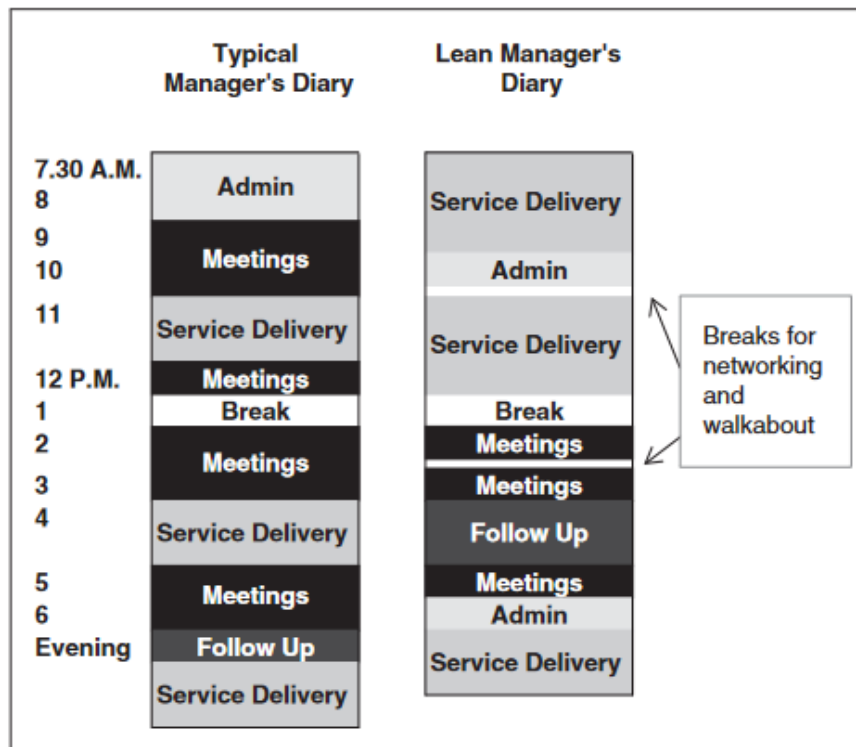 Typical
Manager's Diary
Lean Manager's
Diary
7.30 A.M.
8
9
10
11
12 P.M.
1
2
3
4
5
6
Evening
Admin
Meetings
Service Delivery
Meetings
Break
Meetings
Service Delivery
Meetings
Follow Up
Service Delivery
Service Delivery
Admin
Service Delivery
Break
Meetings
Meetings
Follow Up
Meetings
Admin
Service Delivery
Breaks for
networking
and
walkabout